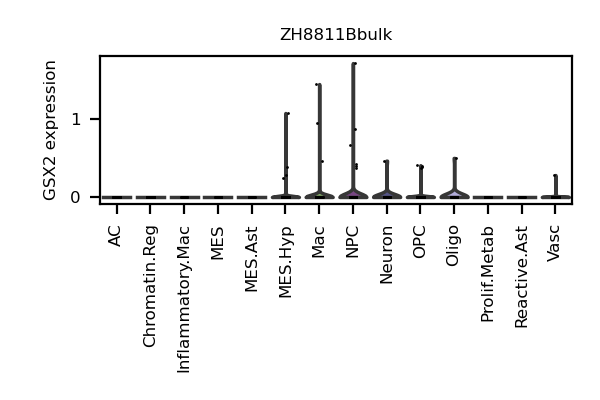 ZH8811Bbulk
GSX2 expression
1
0
AC
Chromatin.Reg
Inflammatory.Mac
MES
MES.Ast
MES.Hyp
Mac
NPC
Neuron
OPC
Oligo
Prolif.Metab
Reactive.Ast
Vasc